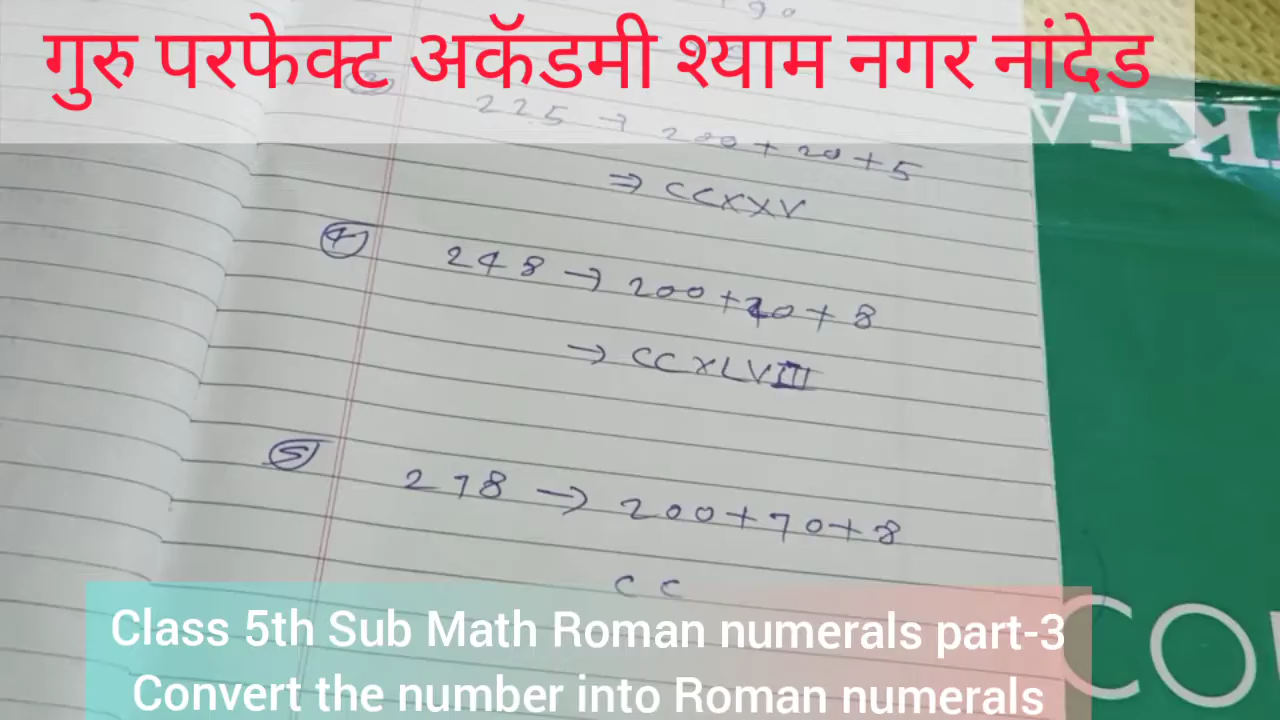 गुरु परफेक्ट अकॅडमी श्याम नगर नांदेड
225 → 200 + 20 + 5
⇒ CCXXV
④ 248 → 200 + 40 + 8
→ CCXLVIII
⑤ 278 → 200 + 70 + 8
CC
Class 5th Sub Math Roman numerals part-3
Convert the number into Roman numerals